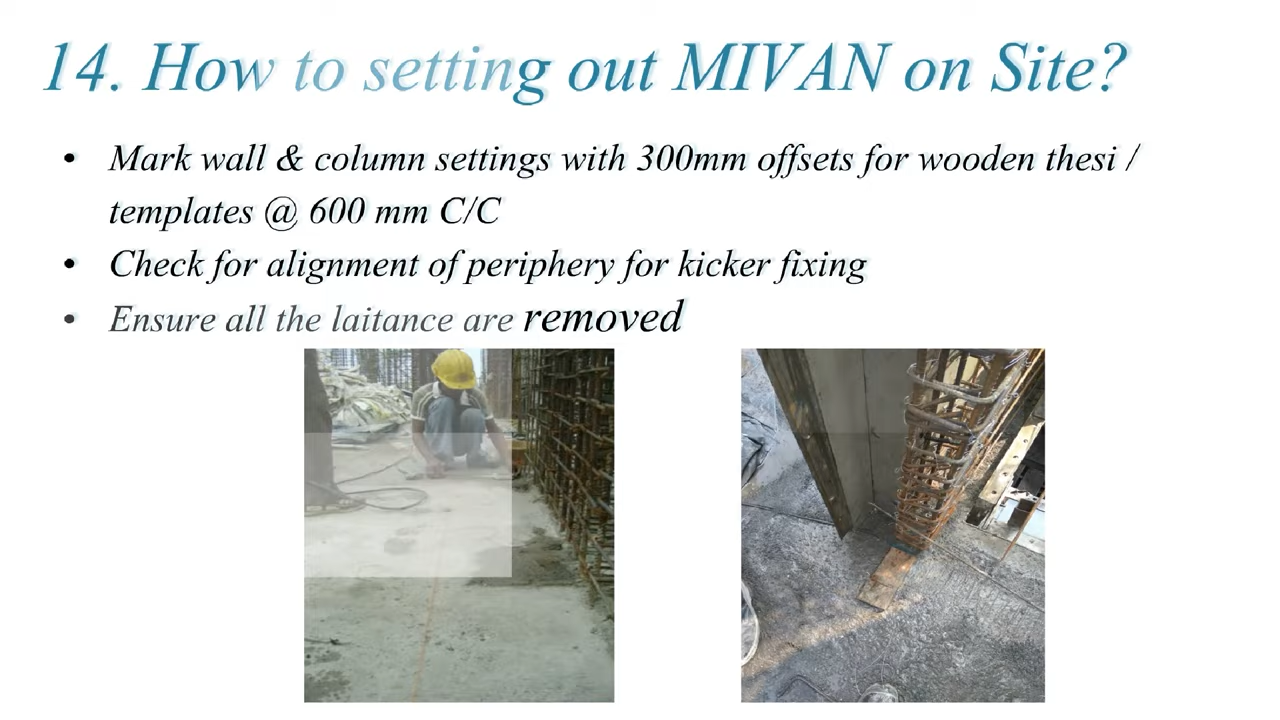 14. How to setting out MIVAN on Site?
• Mark wall & column settings with 300mm offsets for wooden thesi /
templates @ 600 mm C/C
• Check for alignment of periphery for kicker fixing
• Ensure all the laitance are removed